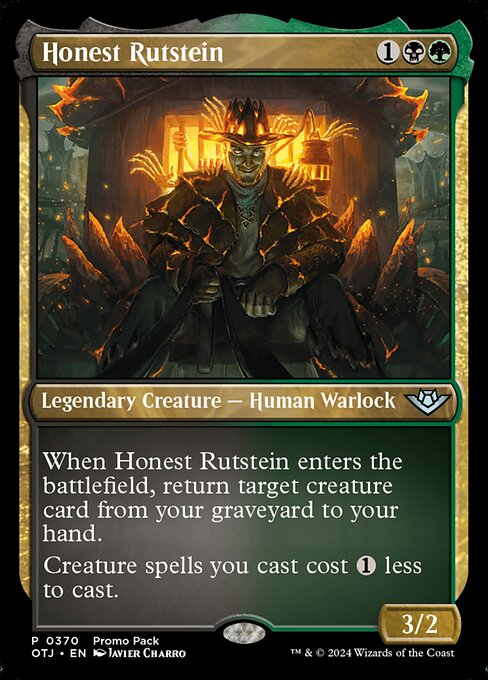 Honest Rutstein 1
Legendary Creature — Human Warlock
When Honest Rutstein enters the
battlefield, return target creature
card from your graveyard to your
hand.
Creature spells you cast cost 1 less
to cast.
3/2
P 0370 Promo Pack
OTJ • EN Javier Charro ™ & © 2024 Wizards of the Coast